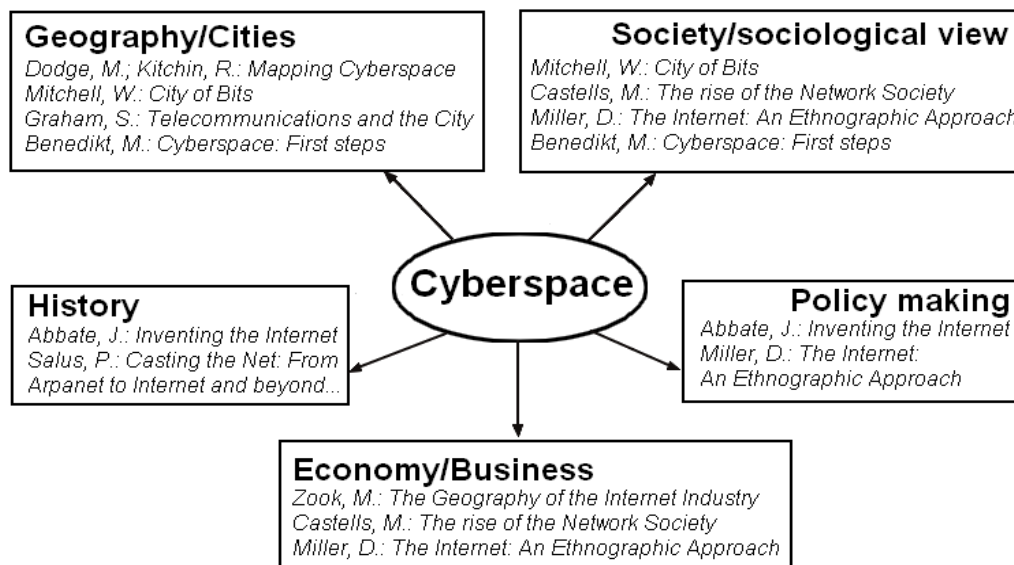 Geography/Cities
Dodge, M.; Kitchin, R.: Mapping Cyberspace
Mitchell, W.: City of Bits
Graham, S.: Telecommunications and the City
Benedikt, M.: Cyberspace: First steps
Society/sociological view
Mitchell, W.: City of Bits
Castells, M.: The rise of the Network Society
Miller, D.: The Internet: An Ethnographic Approach
Benedikt, M.: Cyberspace: First steps
Cyberspace
History
Abbate, J.: Inventing the Internet
Salus, P.: Casting the Net: From
Arpanet to Internet and beyond...
Policy making
Abbate, J.: Inventing the Internet
Miller, D.: The Internet:
An Ethnographic Approach
Economy/Business
Zook, M.: The Geography of the Internet Industry
Castells, M.: The rise of the Network Society
Miller, D.: The Internet: An Ethnographic Approach